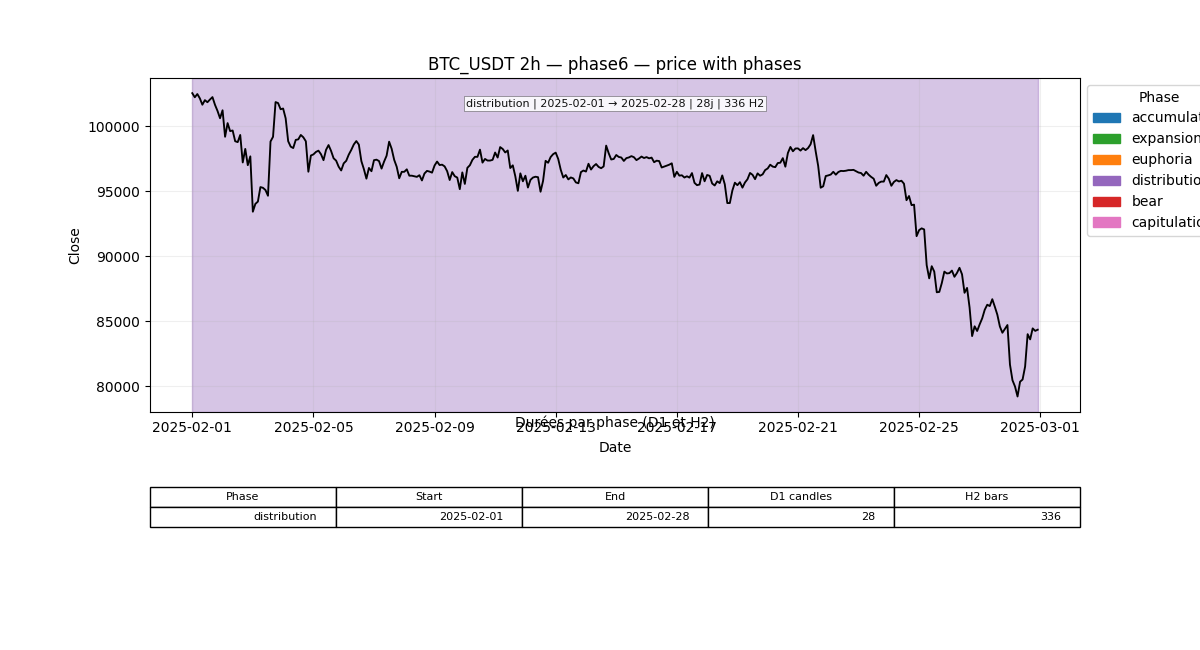 BTC_USDT 2h — phase6 — price with phases
distribution | 2025-02-01 → 2025-02-28 | 28j | 336 H2
Phase
accumulat
expansion
euphoria
distributio
bear
capitulatio
Close
100000
95000
90000
85000
80000
Durées par phase (D1 et H2)
2025-02-01 2025-02-05 2025-02-09 2025-02-13 2025-02-17 2025-02-21 2025-02-25 2025-03-01
Date
Phase Start End D1 candles H2 bars
distribution 2025-02-01 2025-02-28 28 336